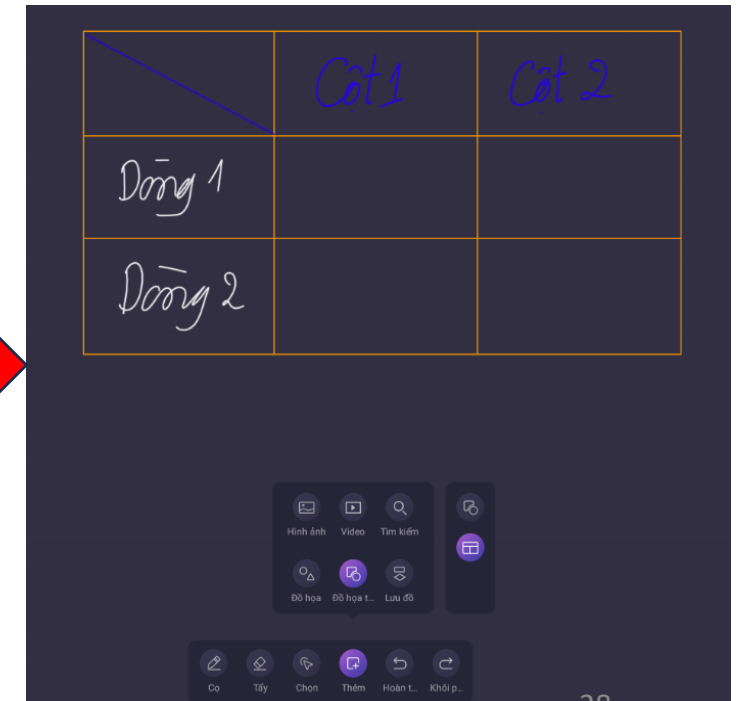 Cột 1 Cột 2
Dòng 1
Dòng 2
Hình ảnh Video Tìm kiếm
Đồ họa Đồ họa t... Lưu đồ
Cọ Tẩy Chọn Thêm Hoàn t... Khôi p...